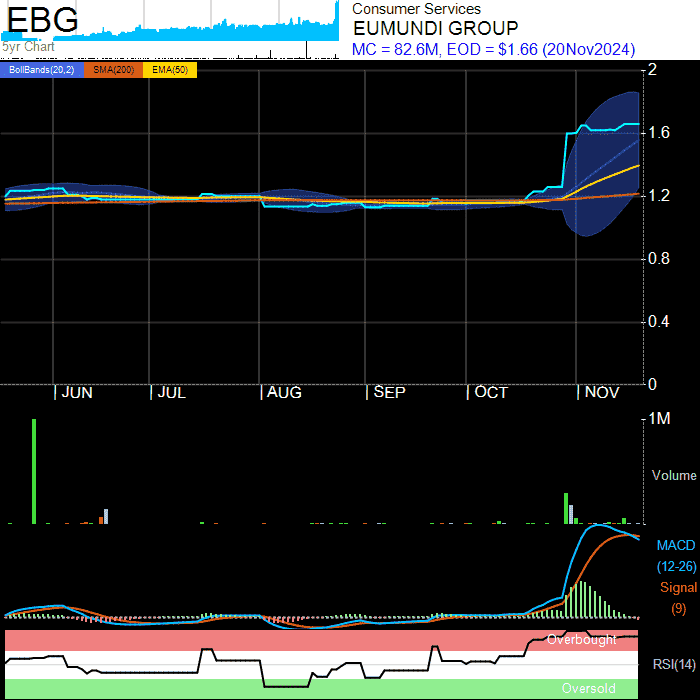 EBG
5yr Chart
Consumer Services
EUMUNDI GROUP
MC = 82.6M, EOD = $1.66 (20Nov2024)
BollBands(20,2) SMA(200) EMA(50)
2
1.6
1.2
0.8
0.4
0
JUN JUL AUG SEP OCT NOV
1M
Volume
MACD
(12-26)
Signal
(9)
Overbought
RSI(14)
Oversold